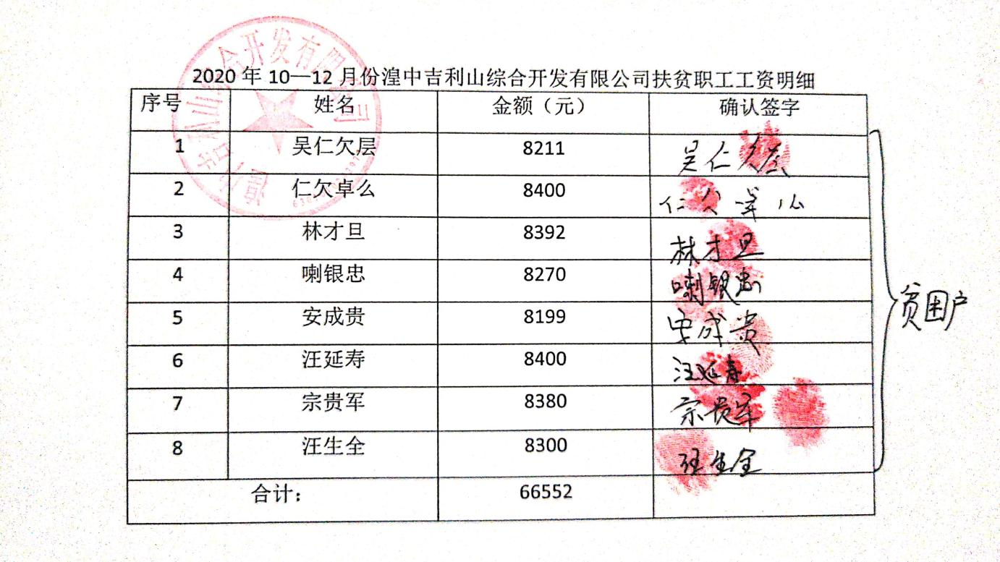 2020 年 10—12 月份湟中吉利山综合开发有限公司扶贫职工工资明细
序号 姓名 金额（元） 确认签字
1 吴仁欠层 8211 吴仁欠层
2 仁欠卓么 8400 仁欠卓么
3 林才旦 8392 林才旦
4 喇银忠 8270 喇银忠
5 安成贵 8199 安成贵
6 汪延寿 8400 汪延寿
7 宗贵军 8380 宗贵军
8 汪生全 8300 汪生全
贫困户
合计： 66552